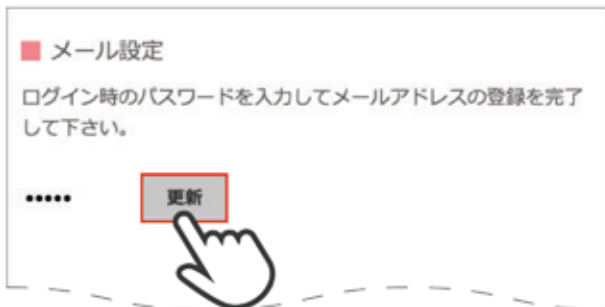 メール設定
ログイン時のパスワードを入力してメールアドレスの登録を完了
して下さい。
•••••
更新